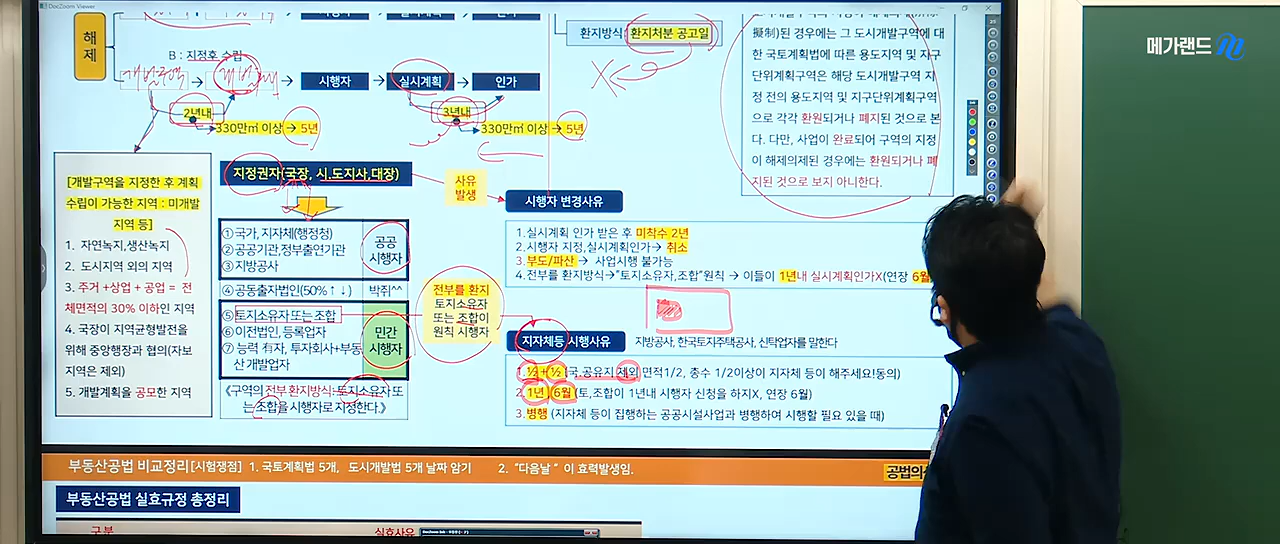 DocZoom Viewer
해제
환지방식: 환지처분 공고일
擬制)된 경우에는 그 도시개발구역에 대
한 국토계획법에 따른 용도지역 및 지구
단위계획구역은 해당 도시개발구역 지
정 전의 용도지역 및 지구단위계획구역
으로 각각 환원되거나 폐지된 것으로 본
다. 다만, 사업이 완료되어 구역의 지정
이 해제의제된 경우에는 환원되거나 폐
지된 것으로 보지 아니한다.
메가랜드
B : 지정후 수립
개발구역
→ 시행자 → 실시계획 → 인가
2년내
330만㎡ 이상→ 5년
3년내
330만㎡ 이상→ 5년
[개발구역을 지정한 후 계획
수립이 가능한 지역 : 미개발
지역 등]
1. 자연녹지,생산녹지
2. 도시지역 외의 지역
3. 주거 +상업 + 공업 = 전
체면적의 30% 이하인 지역
4. 국장이 지역균형발전을
위해 중앙행장과 협의(자보
지역은 제외)
5. 개발계획을 공모한 지역
지정권자(국장, 시.도지사,대장)
①국가, 지자체(행정청)
②공공기관,정부출연기관
③지방공사
공공
시행자
④공동출자법인(50%↑↓)
박쥐^^
⑤토지소유자 또는 조합
⑥이전법인, 등록업자
⑦능력 有자, 투자회사+부동
산 개발업자
민간
시행자
《구역의 전부 환지방식:토지소유자 또
는 조합을 시행자로 지정한다.》
사유
발생
전부를 환지
토지소유자
또는 조합이
원칙 시행자
시행자 변경사유
1.실시계획 인가 받은 후 미착수 2년
2.시행자 지정,실시계획인가→ 취소
3.부도/파산→ 사업시행 불가능
4.전부를 환지방식→"토지소유자,조합"원칙 → 이들이 1년내 실시계획인가X(연장 6월
지자체등 시행사유
지방공사, 한국토지주택공사, 신탁업자를 말한다
1.½+½(국,공유지 제외 면적1/2, 총수 1/2이상이 지자체 등이 해주세요!동의)
2.1년 6월(토,조합이 1년내 시행자 신청을 하지X, 연장 6월)
3.병행 (지자체 등이 집행하는 공공시설사업과 병행하여 시행할 필요 있을 때)
부동산공법 비교정리[시험쟁점] 1. 국토계획법 5개, 도시개발법 5개 날짜 암기 2. "다음날 " 이 효력발생임.
공법의
부동산공법 실효규정 총정리
구분
실효사유